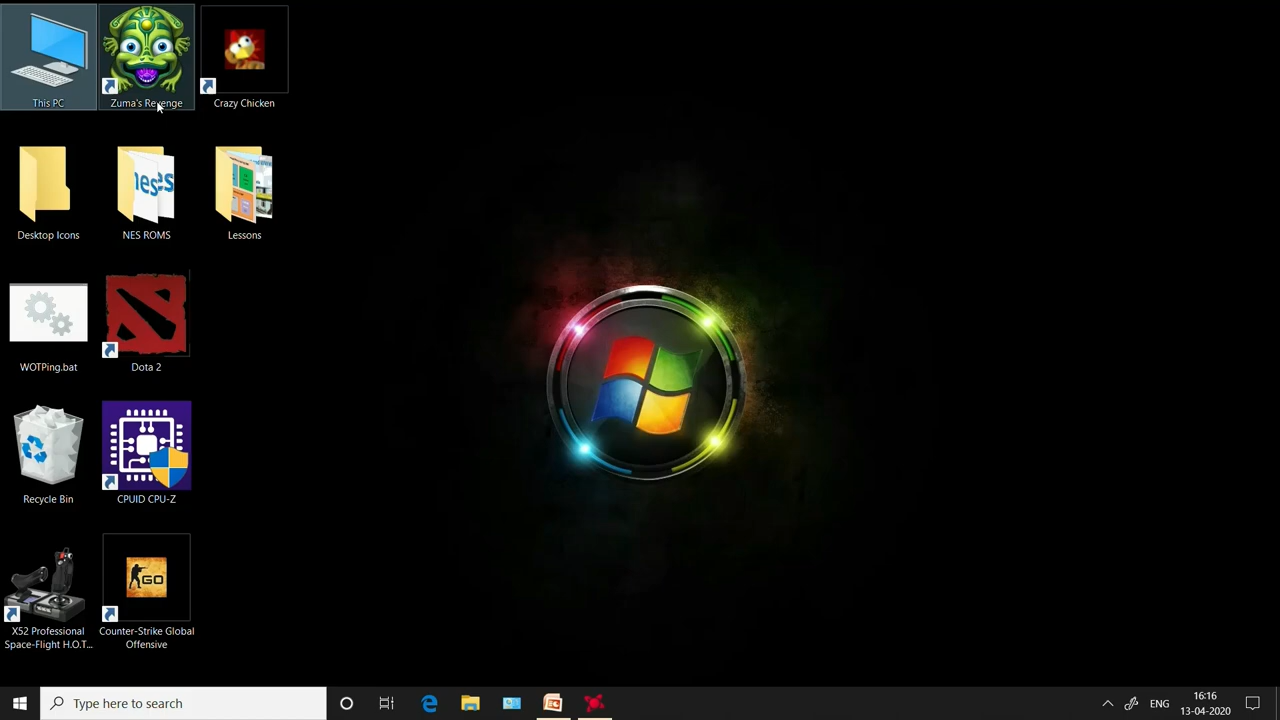 This PC
Zuma's Revenge
Crazy Chicken
Desktop Icons
NES ROMS
Lessons
WOTPing.bat
Dota 2
Recycle Bin
CPUID CPU-Z
X52 Professional
Space-Flight H.O.T...
GO
Counter-Strike Global
Offensive
Type here to search
ENG
16:16
13-04-2020